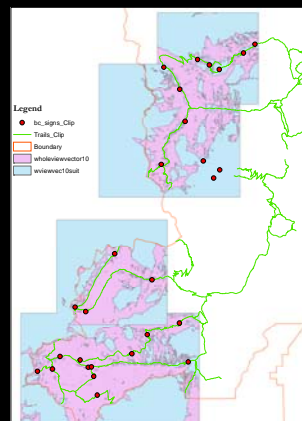 Legend
bc_signs_Clip
Trails_Clip
Boundary
wholeviewvector10
wviewvec10suit